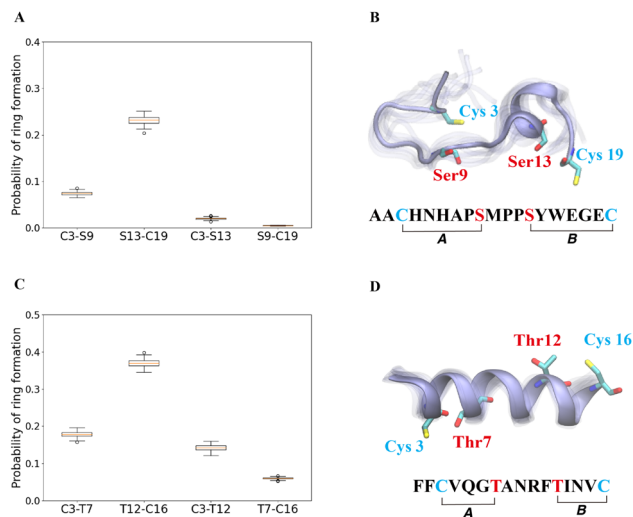 A
Probability of ring formation
0.4
0.3
0.2
0.1
0.0
C3-S9 S13-C19 C3-S13 S9-C19
B
Cys 3
Ser9
Ser13
Cys 19
AACHNHAPSMPPSYWEGEC
A B
C
Probability of ring formation
0.5
0.4
0.3
0.2
0.1
0.0
C3-T7 T12-C16 C3-T12 T7-C16
D
Thr12
Cys 16
Cys 3
Thr7
FFCVQGTANRFTINVC
A B